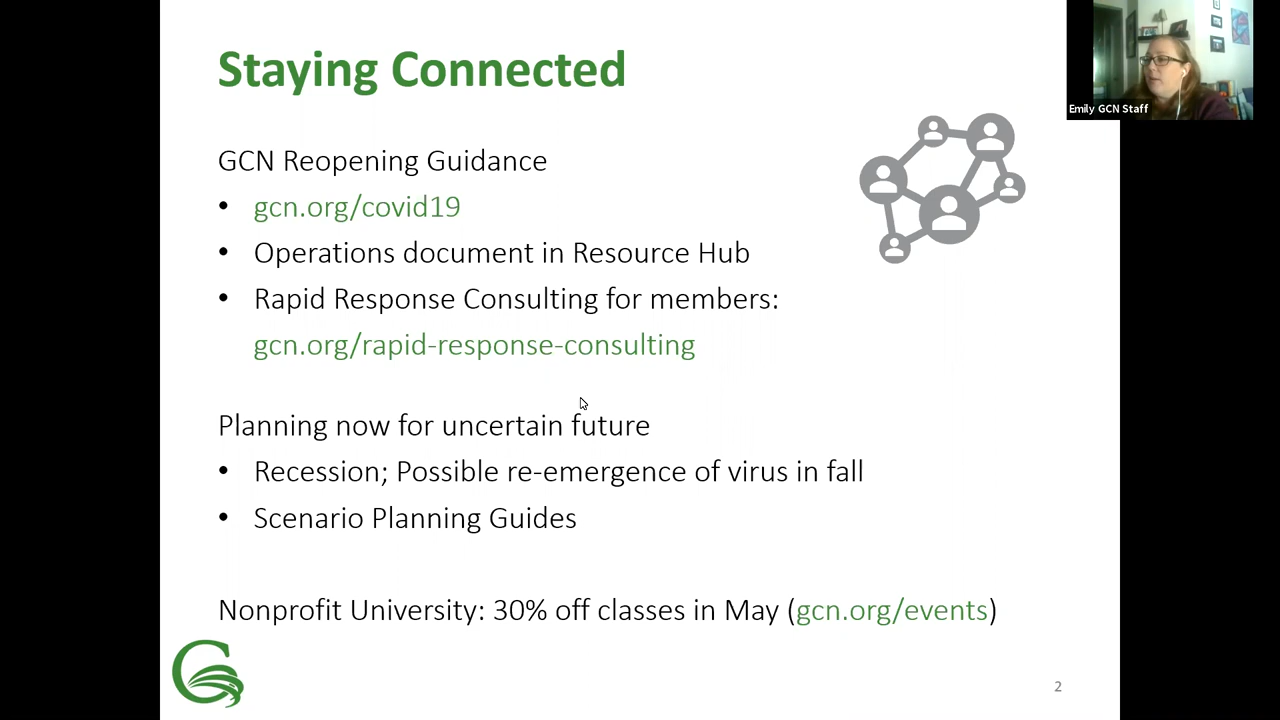 Staying Connected
Emily GCN Staff
GCN Reopening Guidance
• gcn.org/covid19
• Operations document in Resource Hub
• Rapid Response Consulting for members:
gcn.org/rapid-response-consulting
Planning now for uncertain future
• Recession; Possible re-emergence of virus in fall
• Scenario Planning Guides
Nonprofit University: 30% off classes in May (gcn.org/events)
2